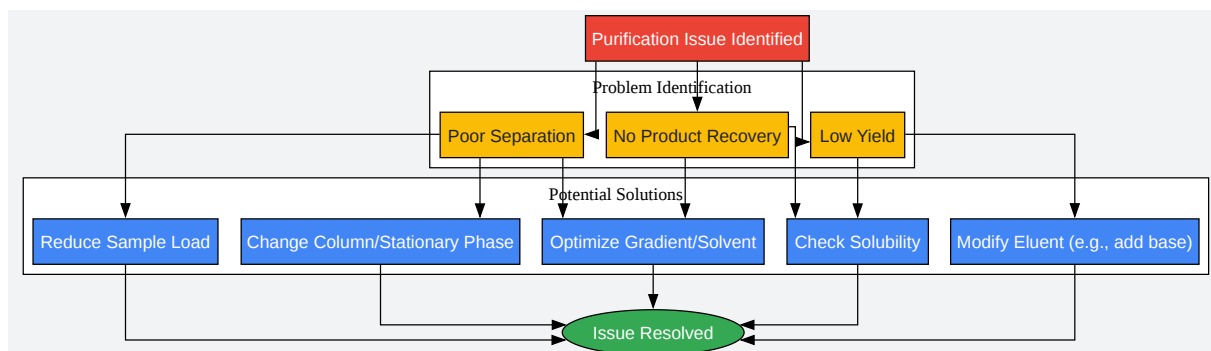 Purification Issue Identified
Problem Identification
Poor Separation
No Product Recovery
Low Yield
Potential Solutions
Reduce Sample Load
Change Column/Stationary Phase
Optimize Gradient/Solvent
Check Solubility
Modify Eluent (e.g., add base)
Issue Resolved